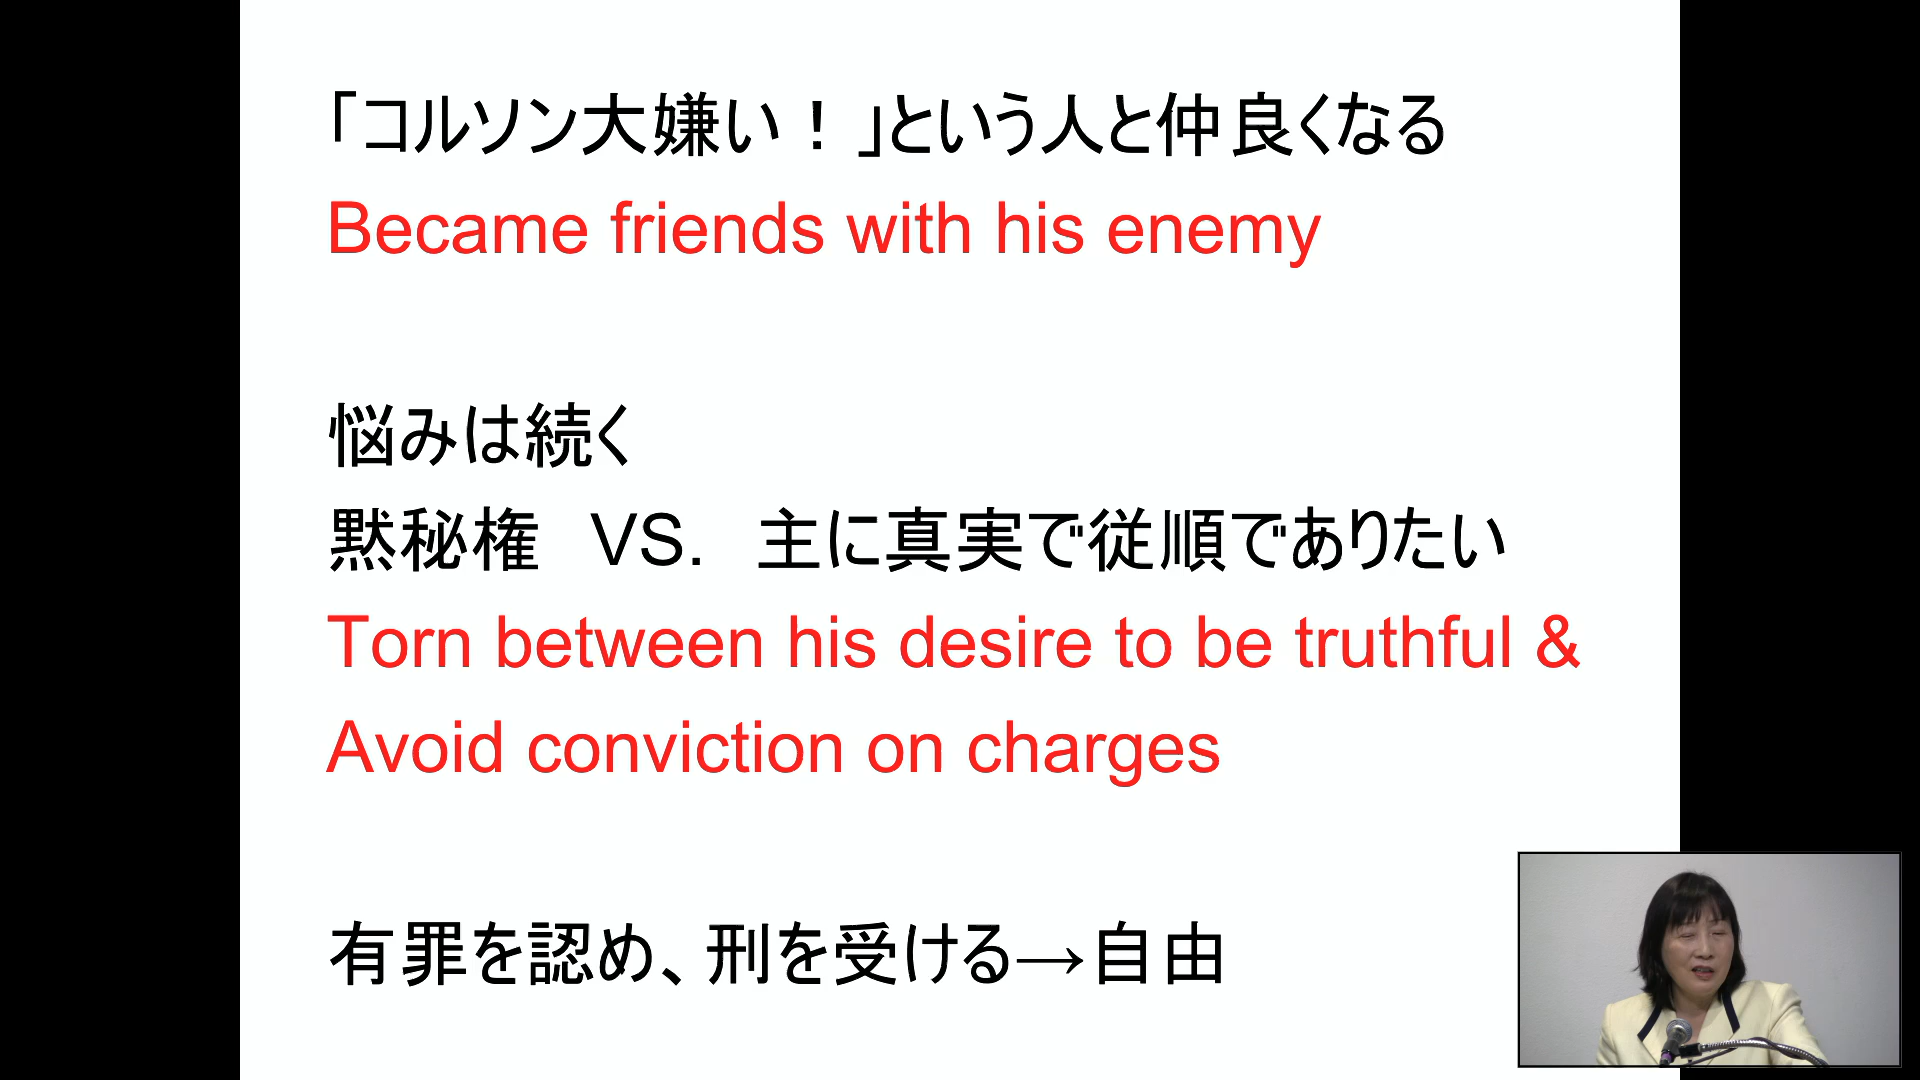 「コルソン大嫌い！」という人と仲良くなる
Became friends with his enemy
悩みは続く
黙秘権　VS.　主に真実で従順でありたい
Torn between his desire to be truthful &
Avoid conviction on charges
有罪を認め、刑を受ける→自由